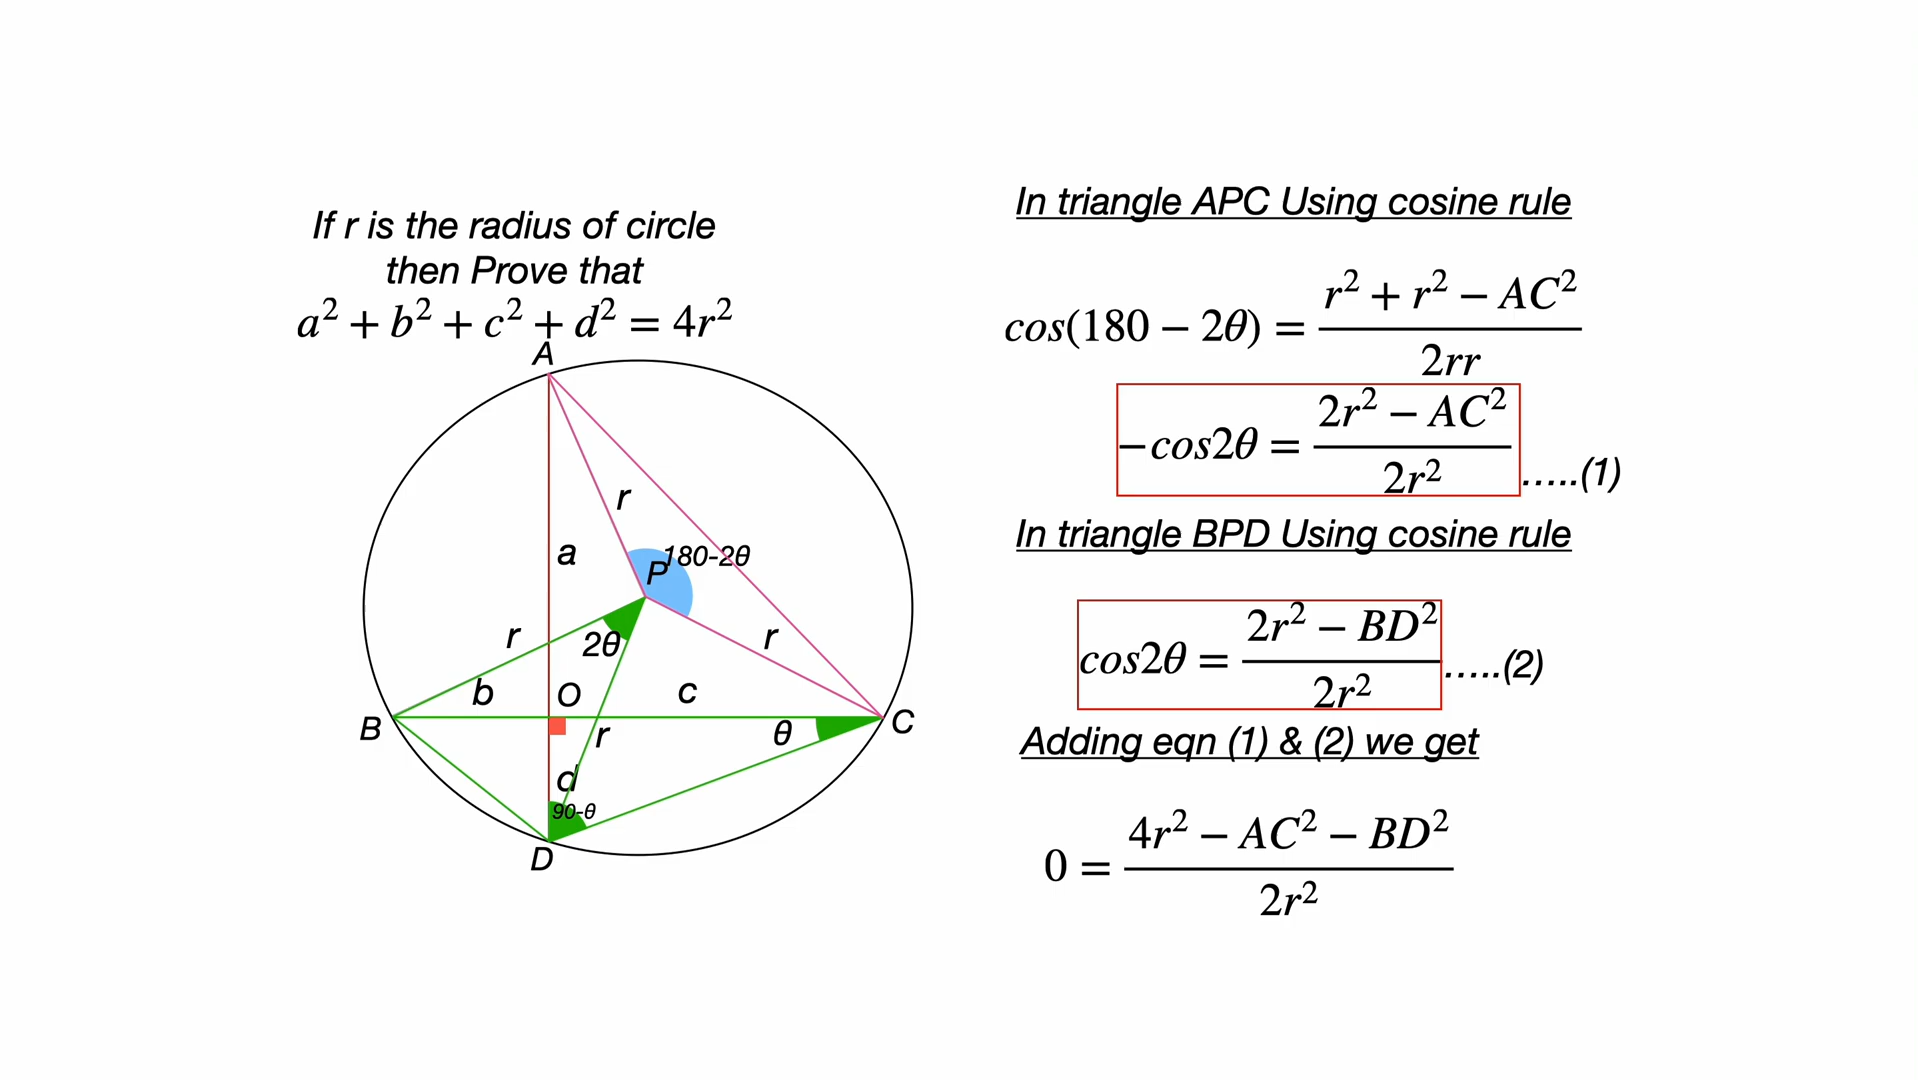 If r is the radius of circle
then Prove that
a² + b² + c² + d² = 4r²
A
r
a
180-2θ
P
r
2θ
r
b
O
c
B
θ
C
r
d
90-θ
D
In triangle APC Using cosine rule
cos(180 − 2θ) = (r² + r² − AC²) / 2rr
−cos2θ = (2r² − AC²) / 2r² .....(1)
In triangle BPD Using cosine rule
cos2θ = (2r² − BD²) / 2r² .....(2)
Adding eqn (1) & (2) we get
0 = (4r² − AC² − BD²) / 2r²